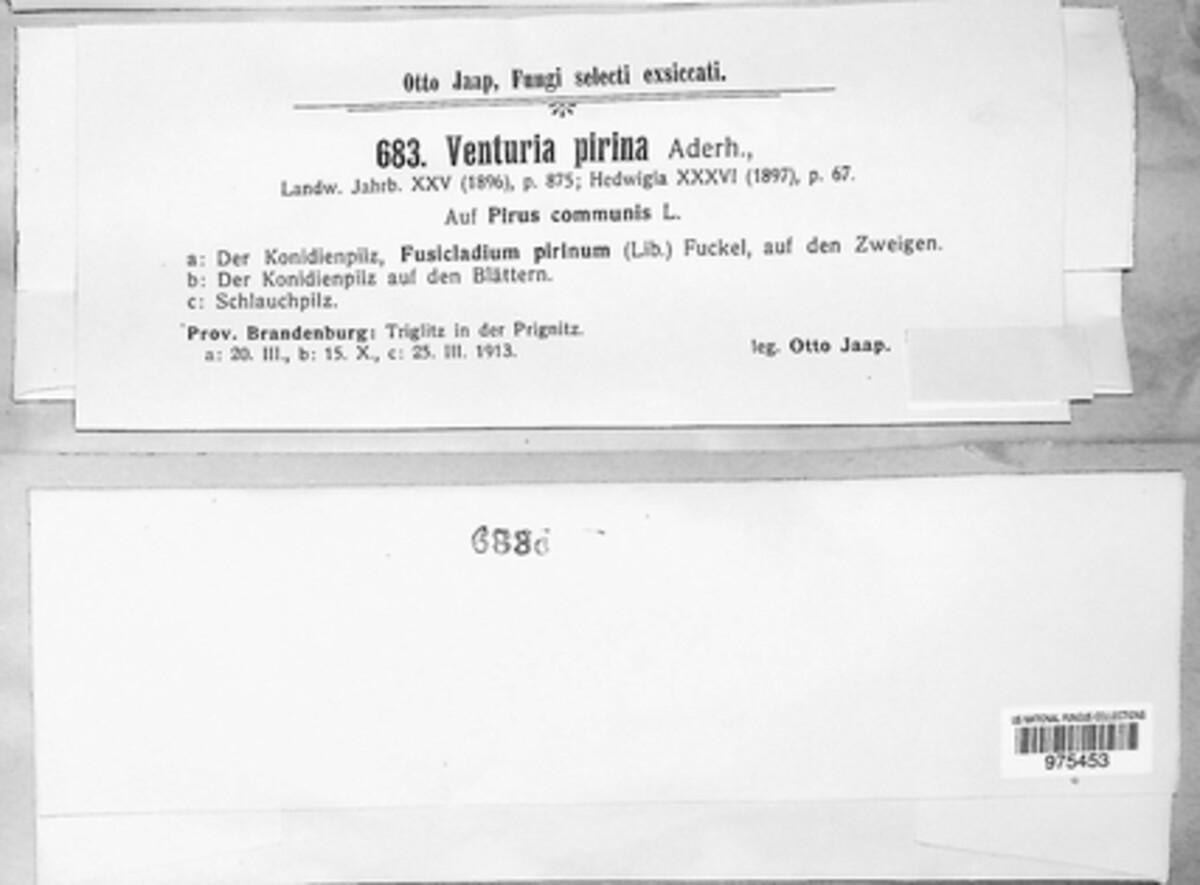 Otto Jaap, Fungi selecti exsiccati.
683. Venturia pirina Aderh.,
Landw. Jahrb. XXV (1896), p. 875; Hedwigia XXXVI (1897), p. 67.
Auf Pirus communis L.
a: Der Konidienpilz, Fusicladium pirinum (Lib.) Fuckel, auf den Zweigen.
b: Der Konidienpilz auf den Blättern.
c: Schlauchpilz.
Prov. Brandenburg: Triglitz in der Prignitz.
a: 20. III., b: 15. X., c: 25. III. 1913.
leg. Otto Jaap.
US NATIONAL FUNGUS COLLECTIONS
975453